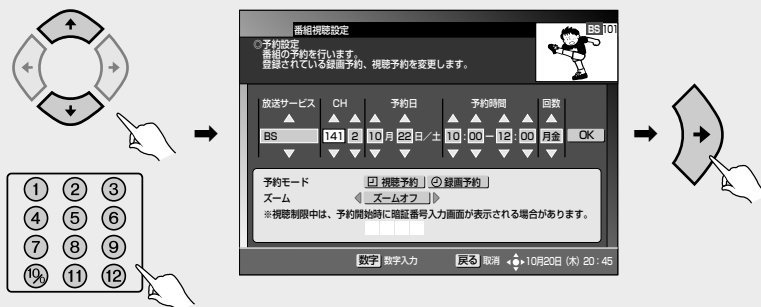 番組視聴設定
BS101
◎予約設定
番組の予約を行います。
登録されている録画予約、視聴予約を変更します。
放送サービス CH 予約日 予約時間 回数
BS 141 2 10月22日／土 10：00－12：00 月金 OK
予約モード 視聴予約 録画予約
ズーム ズームオフ
※視聴制限中は、予約開始時に暗証番号入力画面が表示される場合があります。
数字 数字入力 戻る 取消 10月20日（木）20：45
1 2 3
4 5 6
7 8 9
10/0 11 12